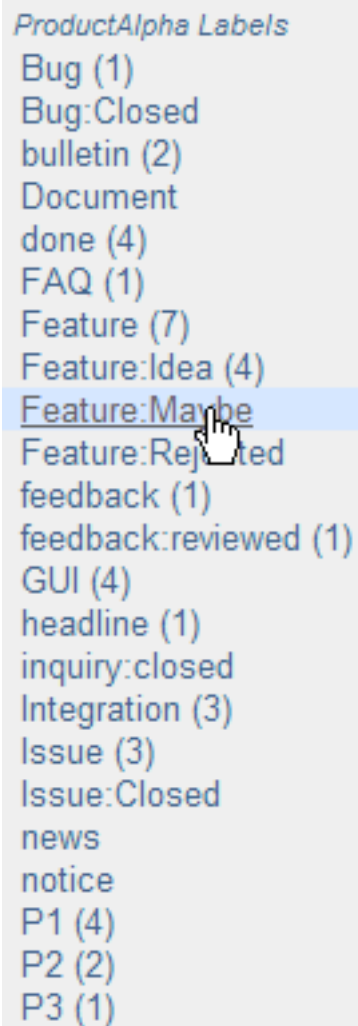 ProductAlpha Labels
Bug (1)
Bug:Closed
bulletin (2)
Document
done (4)
FAQ (1)
Feature (7)
Feature:Idea (4)
Feature:Maybe
Feature:Rejected
feedback (1)
feedback:reviewed (1)
GUI (4)
headline (1)
inquiry:closed
Integration (3)
Issue (3)
Issue:Closed
news
notice
P1 (4)
P2 (2)
P3 (1)